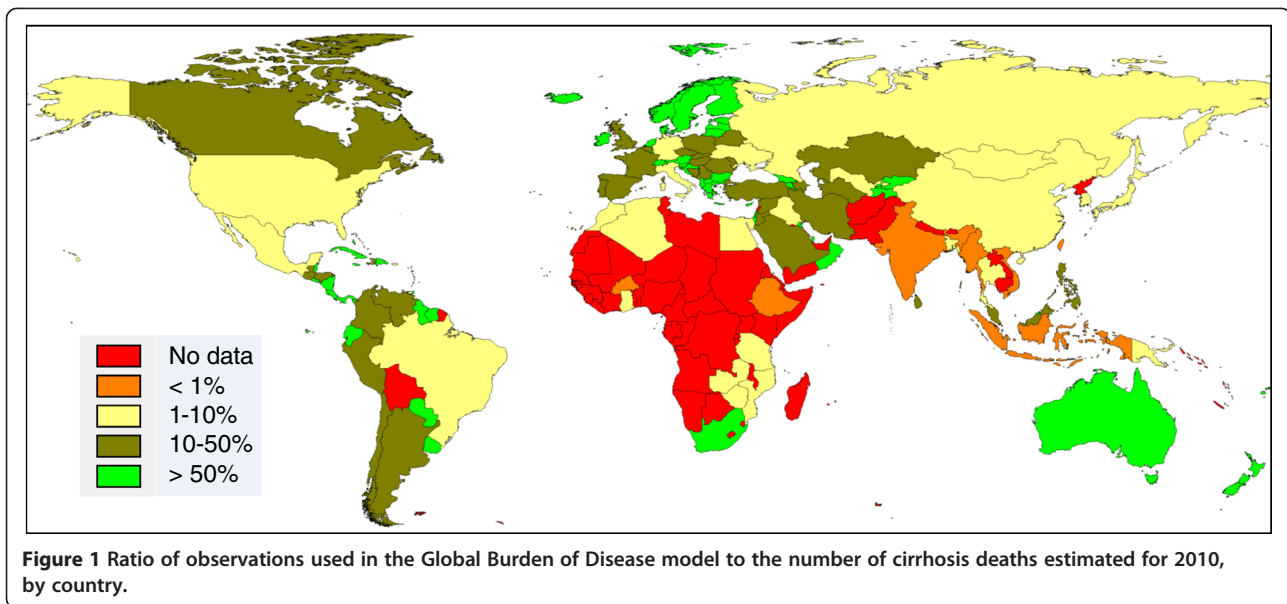 No data
< 1%
1-10%
10-50%
> 50%
Figure 1 Ratio of observations used in the Global Burden of Disease model to the number of cirrhosis deaths estimated for 2010,
by country.